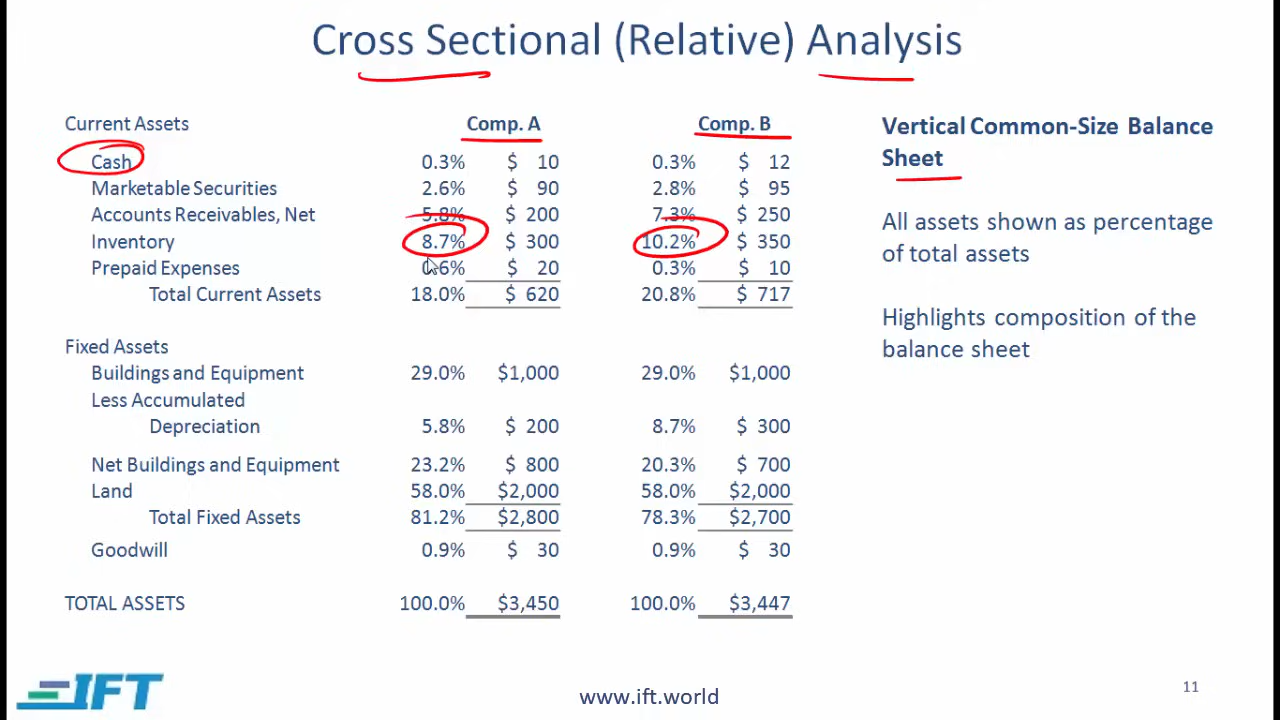 Cross Sectional (Relative) Analysis
Current Assets Comp. A Comp. B
Cash 0.3% $ 10 0.3% $ 12
Marketable Securities 2.6% $ 90 2.8% $ 95
Accounts Receivables, Net 5.8% $ 200 7.3% $ 250
Inventory 8.7% $ 300 10.2% $ 350
Prepaid Expenses 0.6% $ 20 0.3% $ 10
Total Current Assets 18.0% $ 620 20.8% $ 717
Fixed Assets
Buildings and Equipment 29.0% $1,000 29.0% $1,000
Less Accumulated
Depreciation 5.8% $ 200 8.7% $ 300
Net Buildings and Equipment 23.2% $ 800 20.3% $ 700
Land 58.0% $2,000 58.0% $2,000
Total Fixed Assets 81.2% $2,800 78.3% $2,700
Goodwill 0.9% $ 30 0.9% $ 30
TOTAL ASSETS 100.0% $3,450 100.0% $3,447
Vertical Common-Size Balance
Sheet
All assets shown as percentage
of total assets
Highlights composition of the
balance sheet
IFT
www.ift.world
11